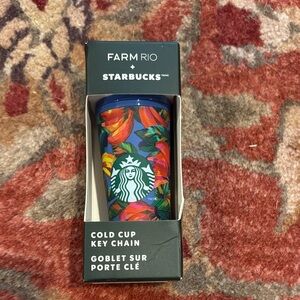 FARM RIO
+
STARBUCKS
COLD CUP
KEY CHAIN
GOBLET SUR
PORTE CLÉ